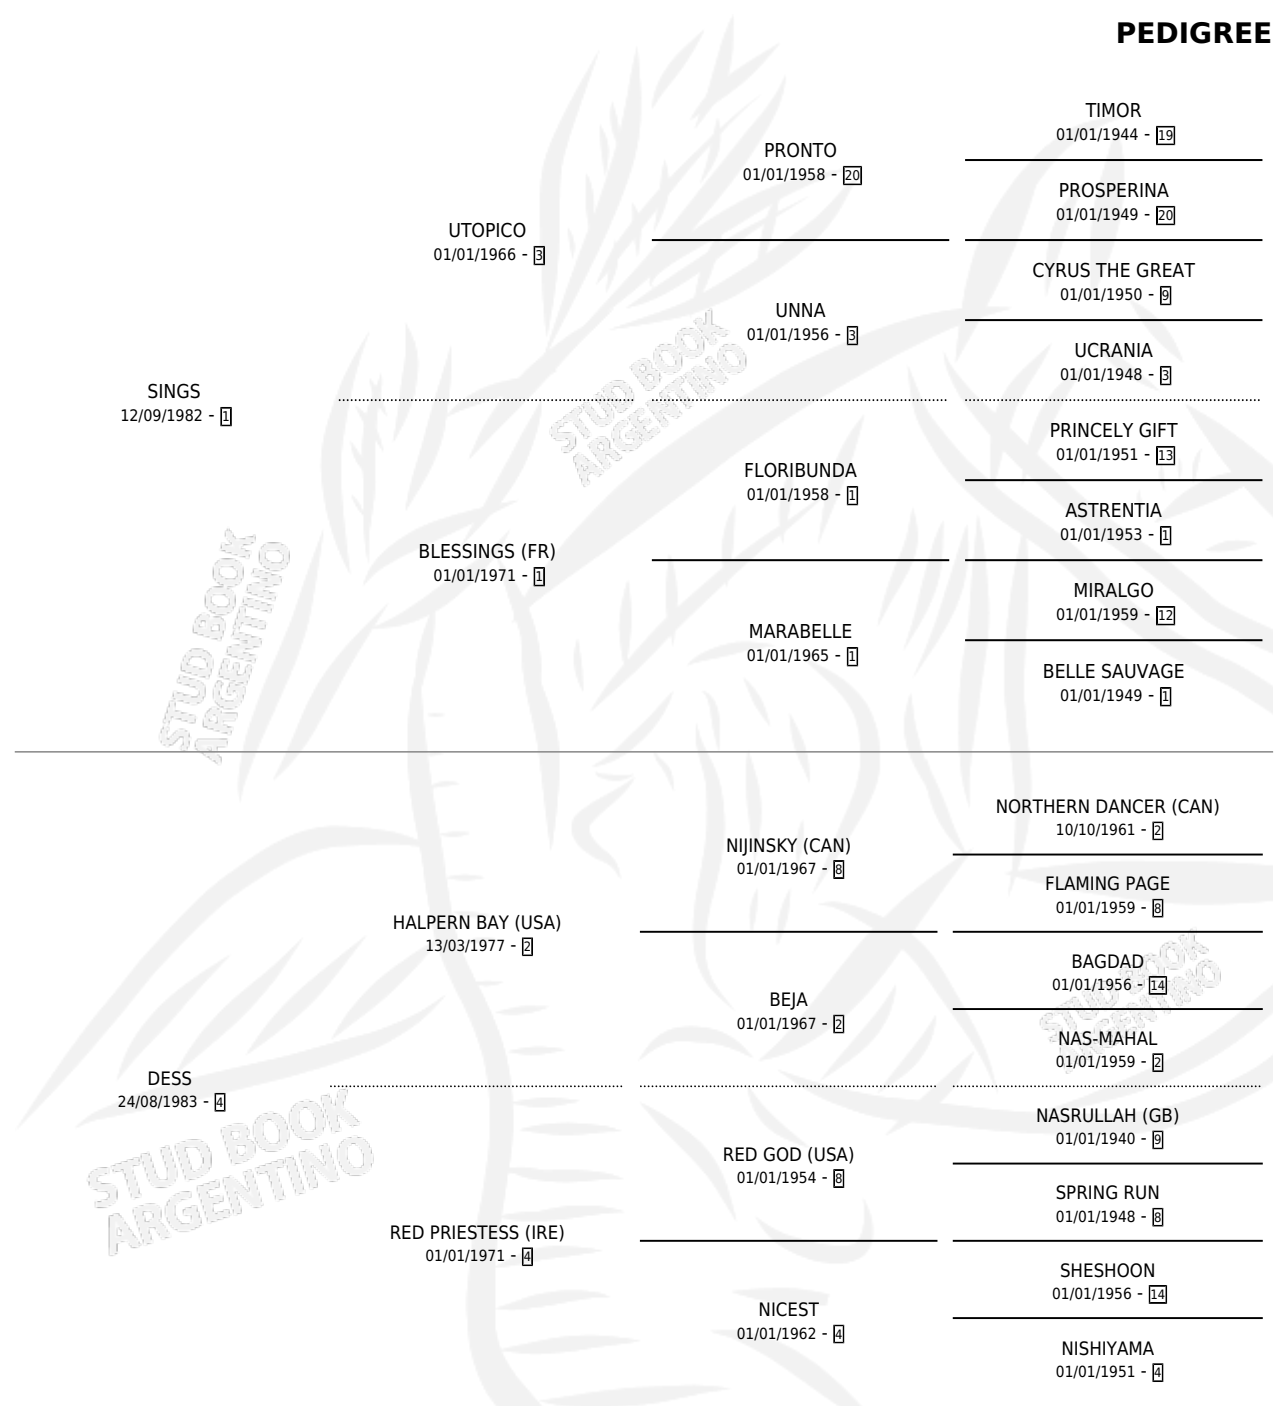 PEDIGREE
TIMOR
01/01/1944 - 19
PRONTO
01/01/1958 - 20
PROSPERINA
01/01/1949 - 20
UTOPICO
01/01/1966 - 3
CYRUS THE GREAT
01/01/1950 - 9
UNNA
01/01/1956 - 3
UCRANIA
01/01/1948 - 3
SINGS
12/09/1982 - 1
STUD BOOK
ARGENTINO
PRINCELY GIFT
01/01/1951 - 13
FLORIBUNDA
01/01/1958 - 1
ASTRENTIA
01/01/1953 - 1
BLESSINGS (FR)
01/01/1971 - 1
MIRALGO
01/01/1959 - 12
MARABELLE
01/01/1965 - 1
BELLE SAUVAGE
01/01/1949 - 1
STUD BOOK
ARGENTINO
NORTHERN DANCER (CAN)
10/10/1961 - 2
NIJINSKY (CAN)
01/01/1967 - 8
FLAMING PAGE
01/01/1959 - 8
HALPERN BAY (USA)
13/03/1977 - 2
BAGDAD
01/01/1956 - 14
BEJA
01/01/1967 - 2
STUD BOOK
ARGENTINO
NAS-MAHAL
01/01/1959 - 2
DESS
24/08/1983 - 4
NASRULLAH (GB)
01/01/1940 - 9
RED GOD (USA)
01/01/1954 - 8
STUD BOOK
ARGENTINO
SPRING RUN
01/01/1948 - 8
RED PRIESTESS (IRE)
01/01/1971 - 4
SHESHOON
01/01/1956 - 14
NICEST
01/01/1962 - 4
NISHIYAMA
01/01/1951 - 4